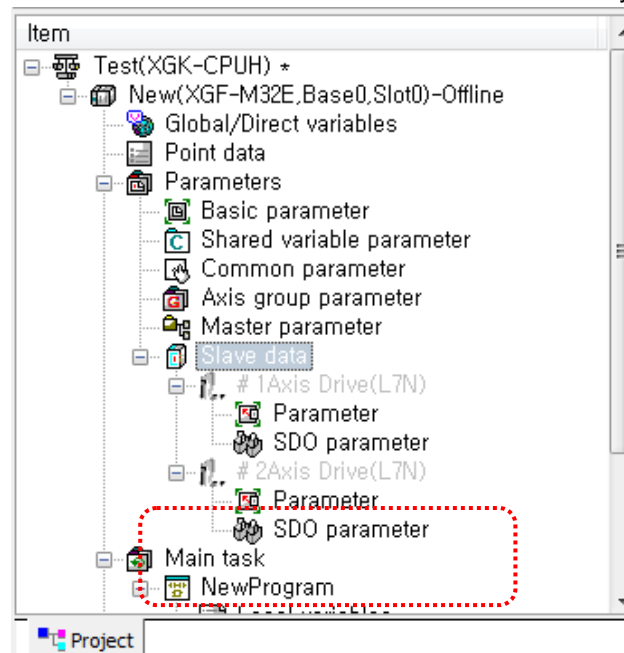 Item
Test(XGK-CPUH) *
New(XGF-M32E,Base0,Slot0)-Offline
Global/Direct variables
Point data
Parameters
Basic parameter
Shared variable parameter
Common parameter
Axis group parameter
Master parameter
Slave data
# 1Axis Drive(L7N)
Parameter
SDO parameter
# 2Axis Drive(L7N)
Parameter
SDO parameter
Main task
NewProgram
Project